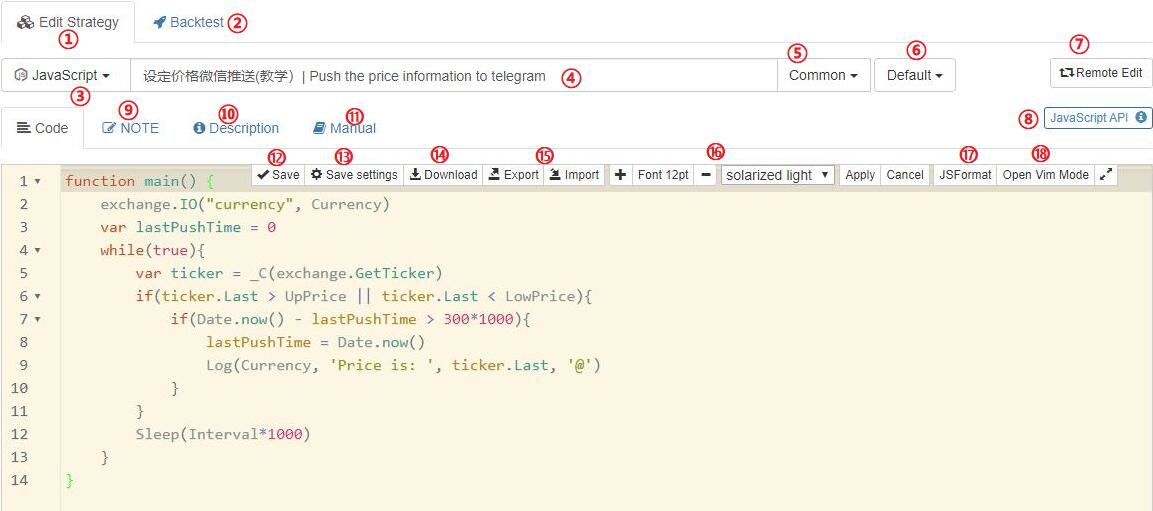 Edit Strategy Backtest ②
①
JavaScript 设定价格微信推送(教学）| Push the price information to telegram ④ ⑤ Common ⑥ Default ⑦ Remote Edit
③ ⑨ ⑩ ⑪
Code NOTE Description Manual ⑧ JavaScript API
⑫ ⑬ ⑭ ⑮ ⑯ ⑰ ⑱
Save Save settings Download Export Import Font 12pt solarized light Apply Cancel JSFormat Open Vim Mode
1 function main() {
2 exchange.IO("currency", Currency)
3 var lastPushTime = 0
4 while(true){
5 var ticker = _C(exchange.GetTicker)
6 if(ticker.Last > UpPrice || ticker.Last < LowPrice){
7 if(Date.now() - lastPushTime > 300*1000){
8 lastPushTime = Date.now()
9 Log(Currency, 'Price is: ', ticker.Last, '@')
10 }
11 }
12 Sleep(Interval*1000)
13 }
14 }